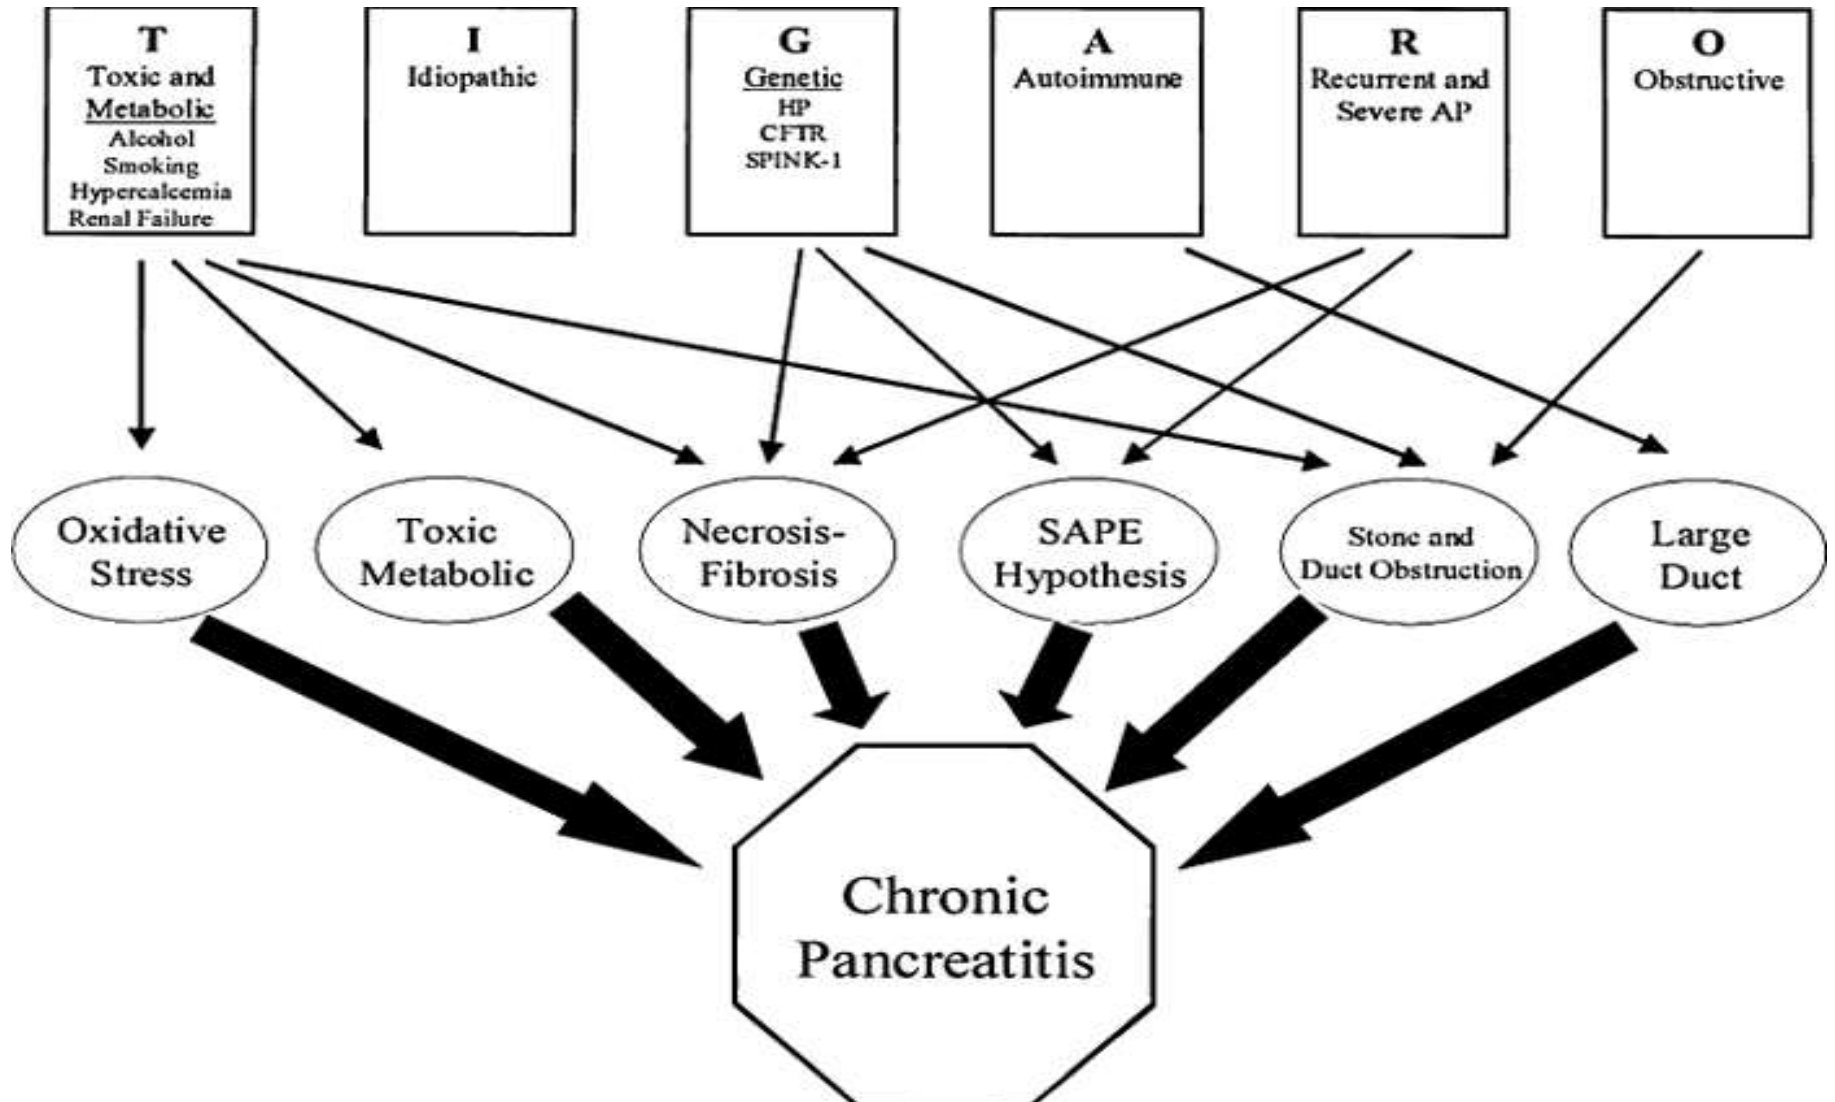 T
Toxic and
Metabolic
Alcohol
Smoking
Hypercalcemia
Renal Failure
I
Idiopathic
G
Genetic
HP
CFTR
SPINK-1
A
Autoimmune
R
Recurrent and
Severe AP
O
Obstructive
Oxidative
Stress
Toxic
Metabolic
Necrosis-
Fibrosis
SAPE
Hypothesis
Stone and
Duct Obstruction
Large
Duct
Chronic
Pancreatitis